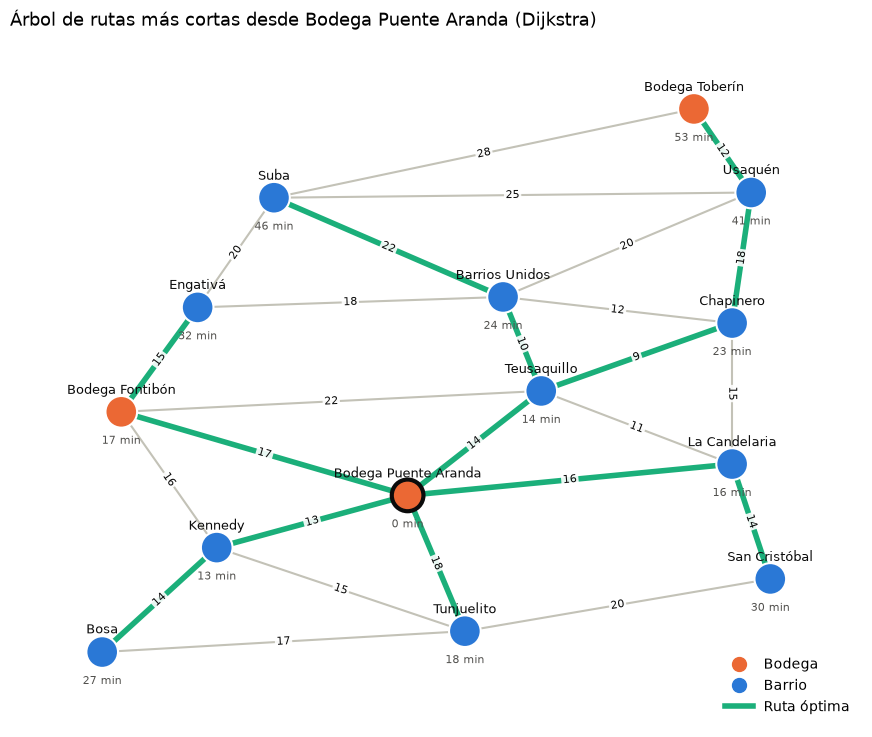 Árbol de rutas más cortas desde Bodega Puente Aranda (Dijkstra)
Bodega Toberín
53 min
12
28
Usaquén
41 min
Suba
46 min
25
20
22
20
18
Engativá
32 min
18
Barrios Unidos
24 min
12
Chapinero
23 min
10
15
9
Teusaquillo
14 min
Bodega Fontibón
17 min
22
15
11
14
La Candelaria
16 min
17
16
Bodega Puente Aranda
0 min
16
13
14
Kennedy
13 min
18
San Cristóbal
30 min
15
14
20
Tunjuelito
18 min
Bosa
27 min
17
Bodega
Barrio
Ruta óptima